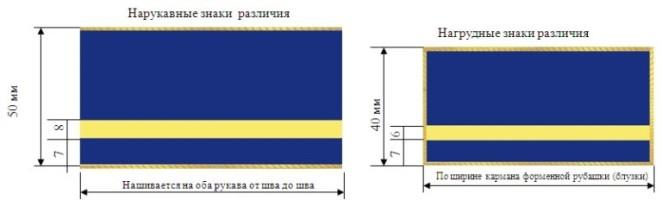 Нарукавные знаки различия
Нагрудные знаки различия
50 мм
8
7
40 мм
6
7
Нашивается на оба рукава от шва до шва
По ширине кармана форменной рубашки (блузки)